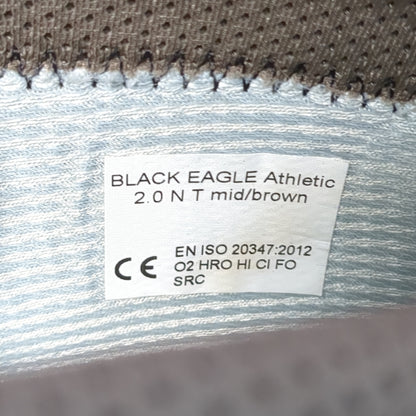 BLACK EAGLE Athletic
2.0 N T mid/brown
CE
EN ISO 20347:2012
O2 HRO HI CI FO
SRC